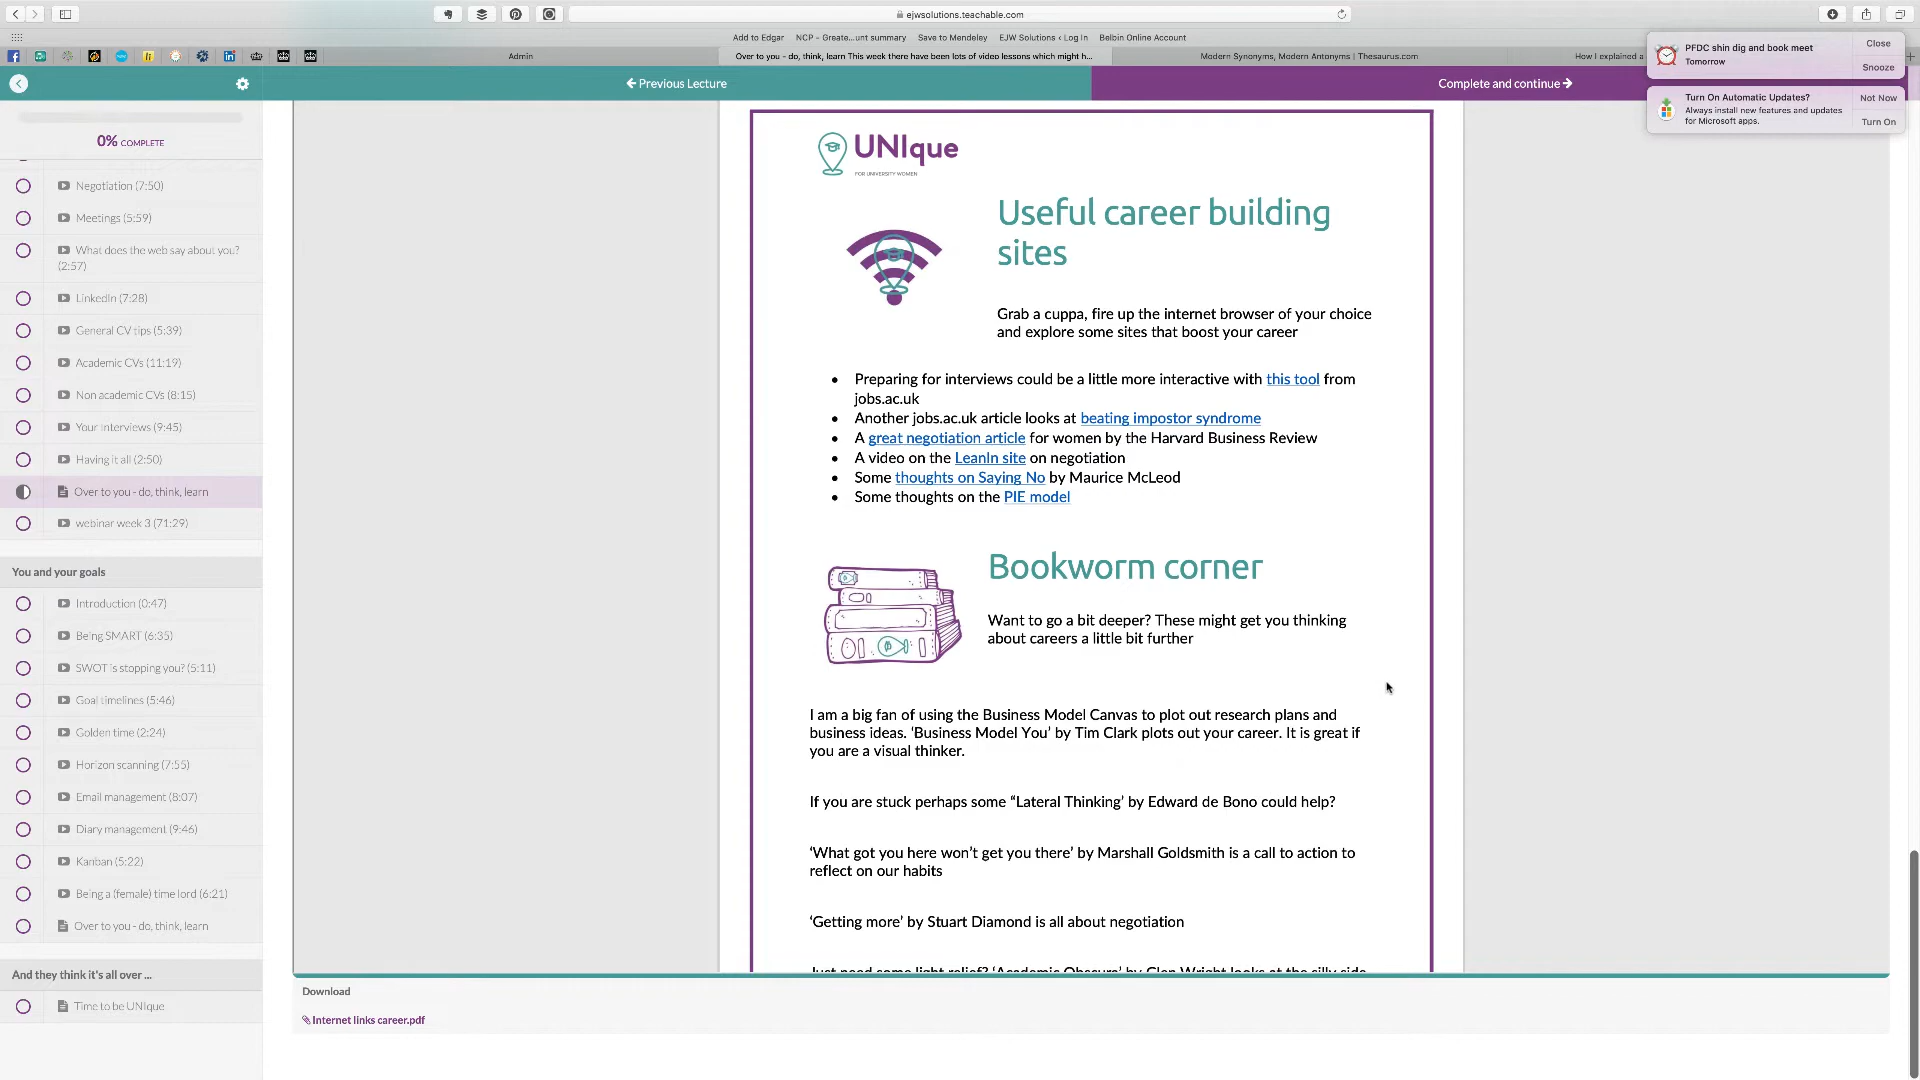 ejwsolutions.teachable.com
Add to Edgar
NCP – Greate...unt summary
Save to Mendeley
EJW Solutions ‹ Log In
Belbin Online Account
Admin
Over to you - do, think, learn This week there have been lots of video lessons which might h...
Modern Synonyms, Modern Antonyms | Thesaurus.com
How I explained a
PFDC shin dig and book meet
Tomorrow
Close
Snooze
Turn On Automatic Updates?
Always install new features and updates
for Microsoft apps.
Not Now
Turn On
Previous Lecture
Complete and continue
0% COMPLETE
Negotiation (7:50)
Meetings (5:59)
What does the web say about you?
(2:57)
LinkedIn (7:28)
General CV tips (5:39)
Academic CVs (11:19)
Non academic CVs (8:15)
Your interviews (9:45)
Having it all (2:50)
Over to you - do, think, learn
webinar week 3 (71:29)
You and your goals
Introduction (0:47)
Being SMART (6:35)
SWOT is stopping you? (5:11)
Goal timelines (5:46)
Golden time (2:24)
Horizon scanning (7:55)
Email management (8:07)
Diary management (9:46)
Kanban (5:22)
Being a (female) time lord (6:21)
Over to you - do, think, learn
And they think it's all over ...
Time to be UNIque
UNIque
FOR UNIVERSITY WOMEN
Useful career building
sites
Grab a cuppa, fire up the internet browser of your choice
and explore some sites that boost your career
• Preparing for interviews could be a little more interactive with this tool from
jobs.ac.uk
• Another jobs.ac.uk article looks at beating impostor syndrome
• A great negotiation article for women by the Harvard Business Review
• A video on the LeanIn site on negotiation
• Some thoughts on Saying No by Maurice McLeod
• Some thoughts on the PIE model
Bookworm corner
Want to go a bit deeper? These might get you thinking
about careers a little bit further
I am a big fan of using the Business Model Canvas to plot out research plans and
business ideas. ‘Business Model You’ by Tim Clark plots out your career. It is great if
you are a visual thinker.
If you are stuck perhaps some “Lateral Thinking’ by Edward de Bono could help?
‘What got you here won’t get you there’ by Marshall Goldsmith is a call to action to
reflect on our habits
‘Getting more’ by Stuart Diamond is all about negotiation
Just need some light relief? ‘Academic Obscura’ by Glen Wright looks at the silly side
Download
Internet links career.pdf